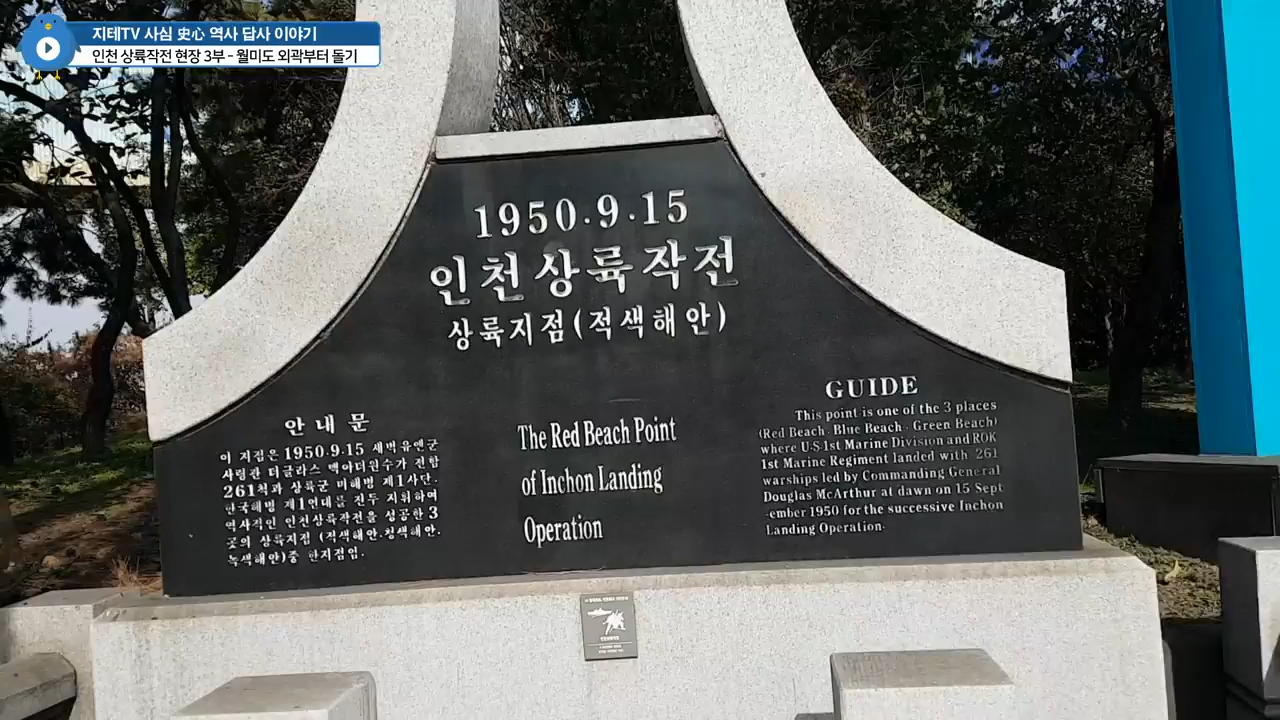 지테TV 사심 史心 역사 답사 이야기
인천 상륙작전 현장 3부 - 월미도 외곽부터 돌기
1950·9·15
인천상륙작전
상륙지점(적색해안)
안내문
이 지점은 1950·9·15 새벽유엔군
사령관 더글라스 맥아더원수가 전함
261척과 상륙군 미해병 제1사단·
한국해병 제1연대를 진두 지휘하여
역사적인 인천상륙작전을 성공한 3
곳의 상륙지점 (적색해안·청색해안·
녹색해안)중 한지점임.
The Red Beach Point
of Inchon Landing
Operation
GUIDE
This point is one of the 3 places
(Red Beach · Blue Beach · Green Beach)
where U·S·1st Marine Division and ROK
1st Marine Regiment landed with 261
warships led by Commanding General
Douglas McArthur at dawn on 15 Sept
-ember 1950 for the successive Inchon
Landing Operation·